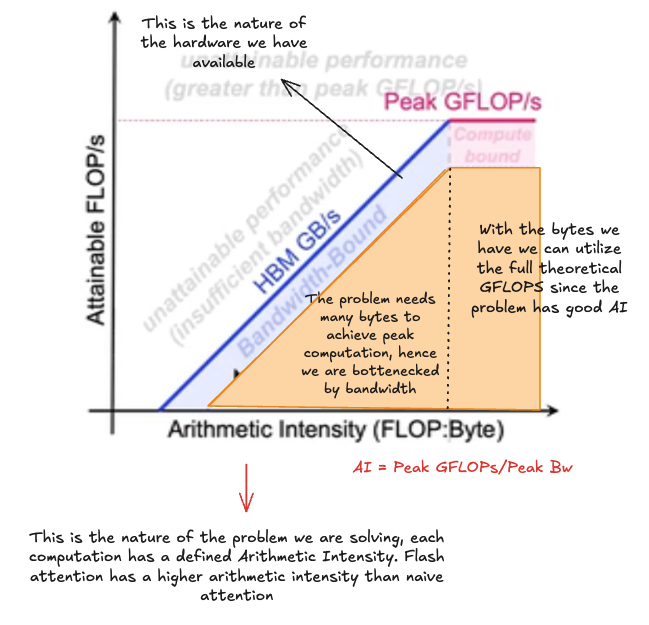 This is the nature of
the hardware we have
available
unattainable performance
(greater than peak GFLOP/s)
Peak GFLOP/s
Compute
bound
unattainable performance
(insufficient bandwidth)
HBM GB/s
Bandwidth-Bound
Attainable FLOP/s
With the bytes we
have we can utilize
the full theoretical
GFLOPS since the
problem has good AI
The problem needs
many bytes to
achieve peak
computation, hence
we are bottenecked
by bandwidth
Arithmetic Intensity (FLOP:Byte)
AI = Peak GFLOPs/Peak Bw
This is the nature of the problem we are solving, each
computation has a defined Arithmetic Intensity. Flash
attention has a higher arithmetic intensity than naive
attention